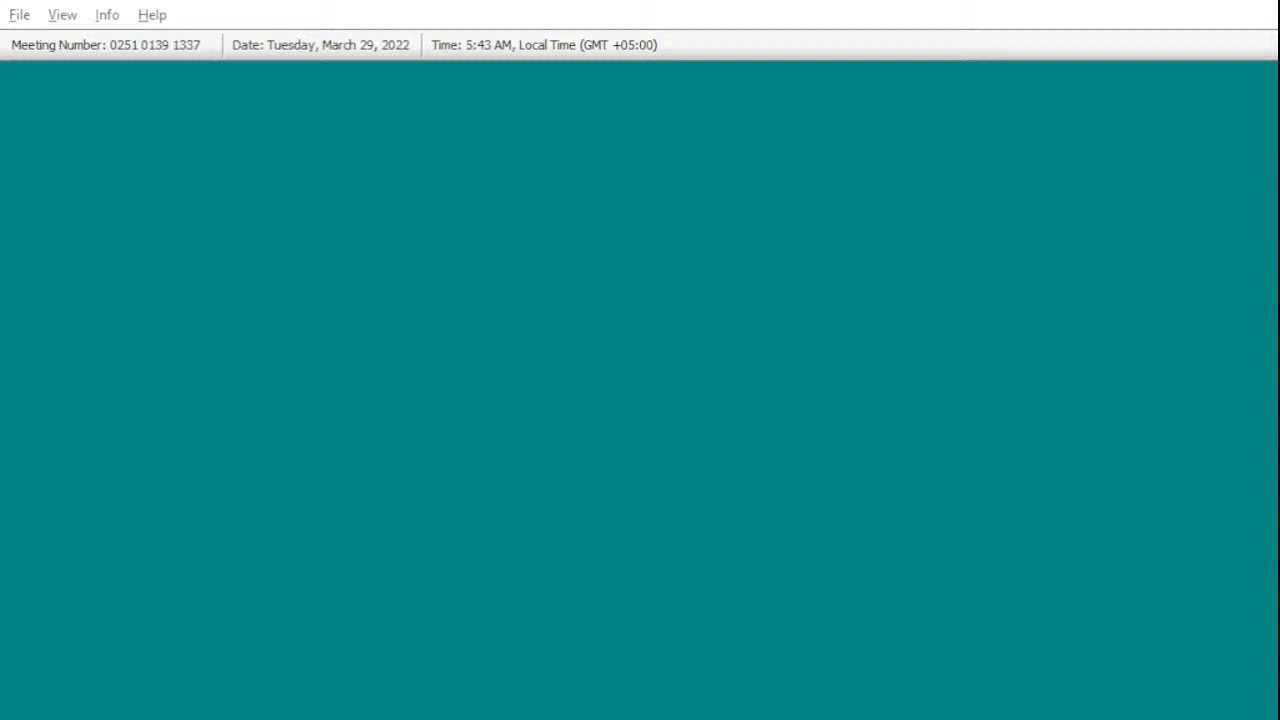 File View Info Help
Meeting Number: 0251 0139 1337 Date: Tuesday, March 29, 2022 Time: 5:43 AM, Local Time (GMT +05:00)